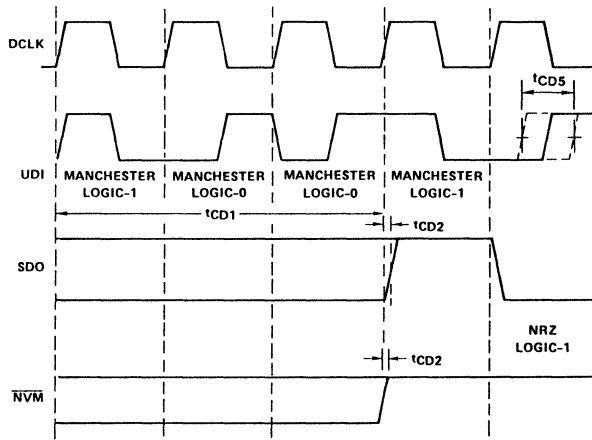 DCLK
tCD5
UDI
MANCHESTER LOGIC-1
MANCHESTER LOGIC-0
MANCHESTER LOGIC-0
MANCHESTER LOGIC-1
tCD1
tCD2
SDO
NRZ
LOGIC-1
tCD2
NVM